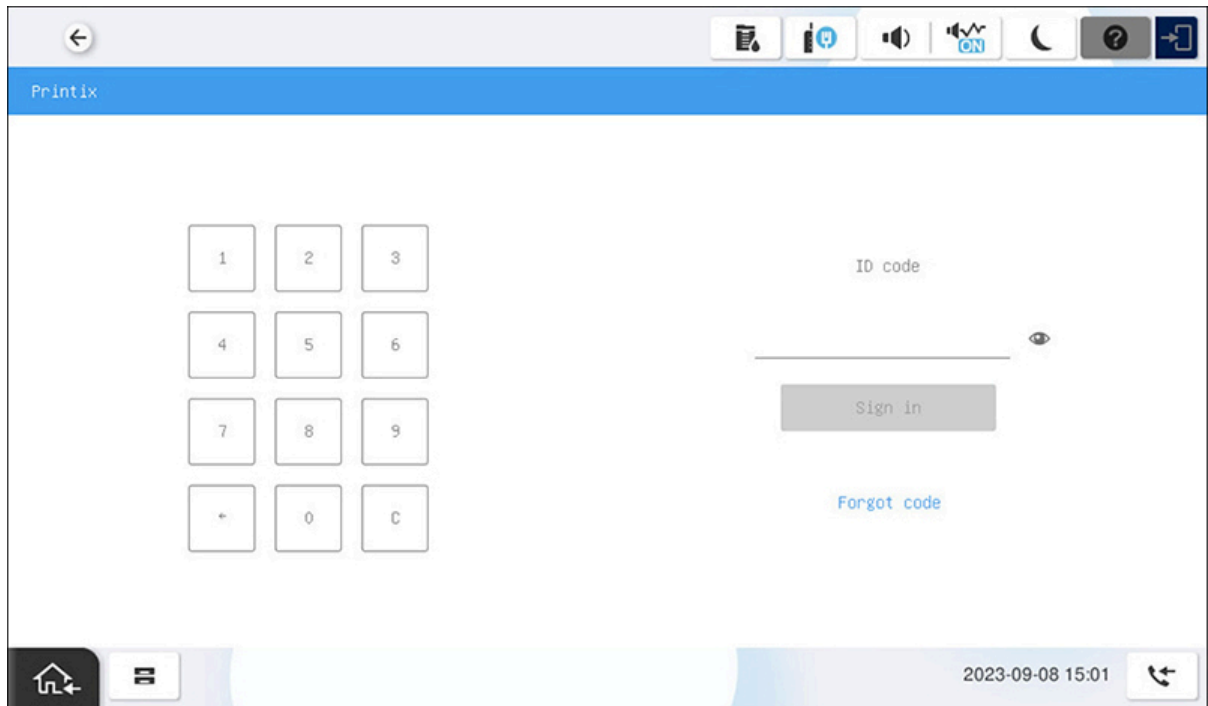 ON
Printix
1 2 3
4 5 6
7 8 9
← 0 C
ID code
Sign in
Forgot code
2023-09-08 15:01